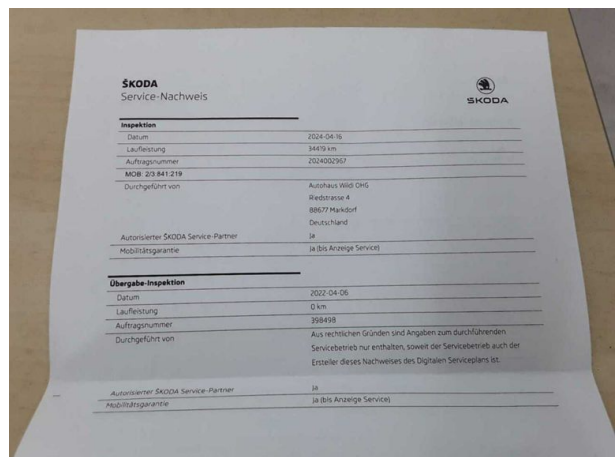 ŠKODA
Service-Nachweis
ŠKODA
Inspektion
Datum 2024-04-16
Laufleistung 34419 km
Auftragsnummer 2024002967
MOB: 2/3.841.219
Durchgeführt von Autohaus Wildi OHG
Riedstrasse 4
88677 Markdorf
Deutschland
Autorisierter ŠKODA Service-Partner Ja
Mobilitätsgarantie Ja (bis Anzeige Service)
Übergabe-Inspektion
Datum 2022-04-06
Laufleistung 0 km
Auftragsnummer 398498
Durchgeführt von Aus rechtlichen Gründen sind Angaben zum durchführenden
Servicebetrieb nur enthalten, soweit der Servicebetrieb auch der
Ersteller dieses Nachweises des Digitalen Serviceplans ist.
Autorisierter ŠKODA Service-Partner Ja
Mobilitätsgarantie Ja (bis Anzeige Service)